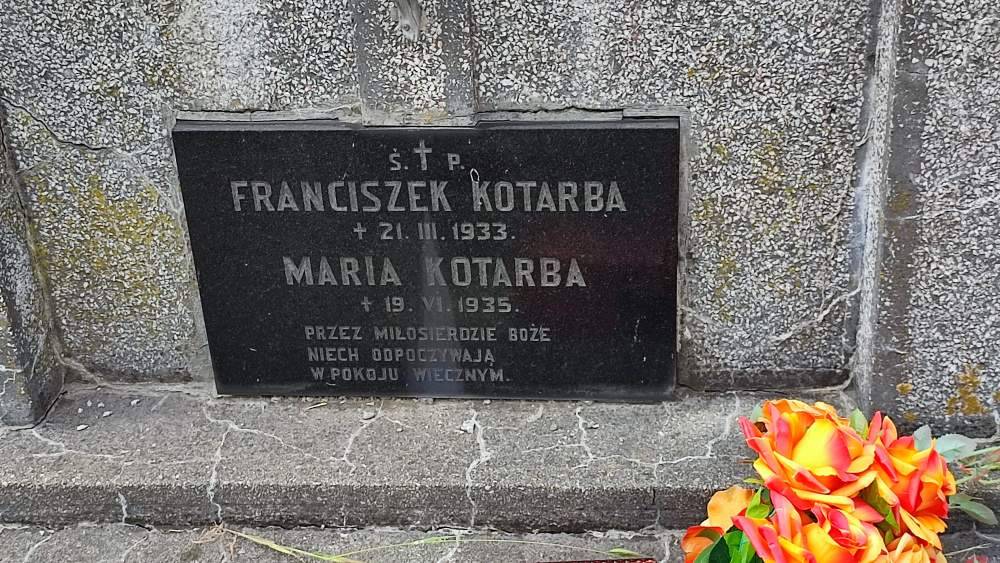 Ś. † P.
FRANCISZEK KOTARBA
+ 21. III. 1933.
MARIA KOTARBA
+ 19. VI. 1935.
PRZEZ MIŁOSIERDZIE BOŻE
NIECH ODPOCZYWAJĄ
W POKOJU WIECZNYM.